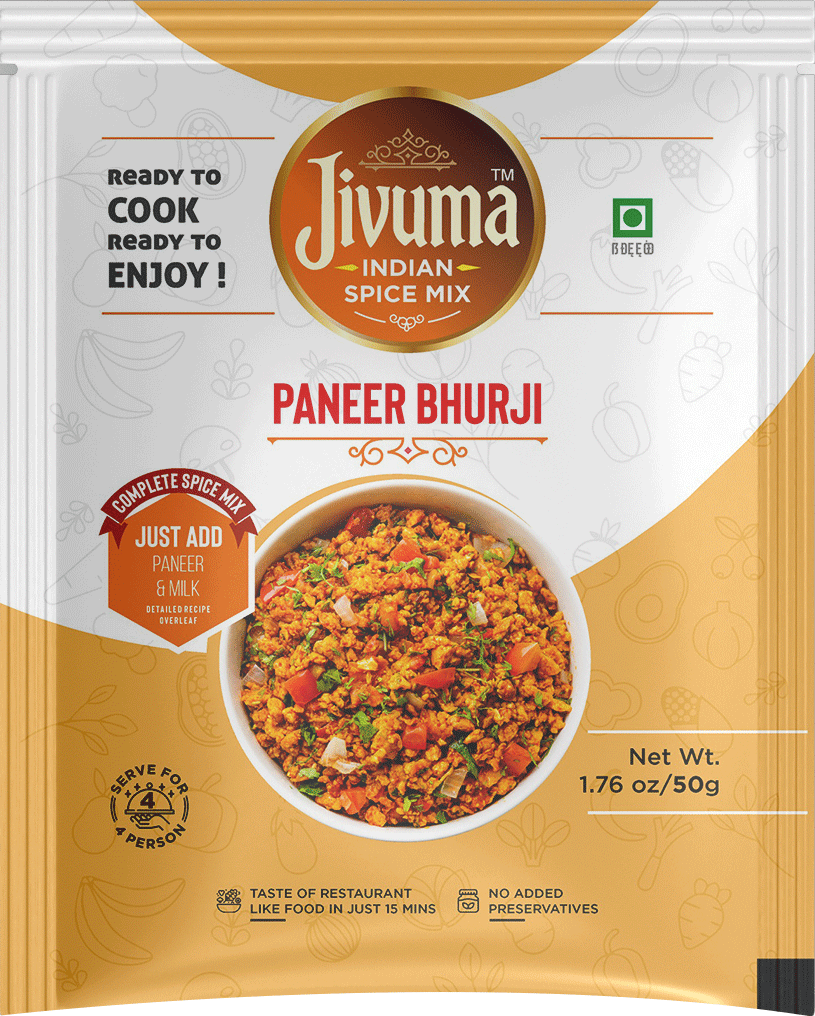 READY TO
COOK
READY TO
ENJOY !
Jivuma™
INDIAN
SPICE MIX
PANEER BHURJI
COMPLETE SPICE MIX
JUST ADD
PANEER
& MILK
DETAILED RECIPE
OVERLEAF
SERVE FOR
4
4 PERSON
Net Wt.
1.76 oz/50g
TASTE OF RESTAURANT
LIKE FOOD IN JUST 15 MINS
NO ADDED
PRESERVATIVES